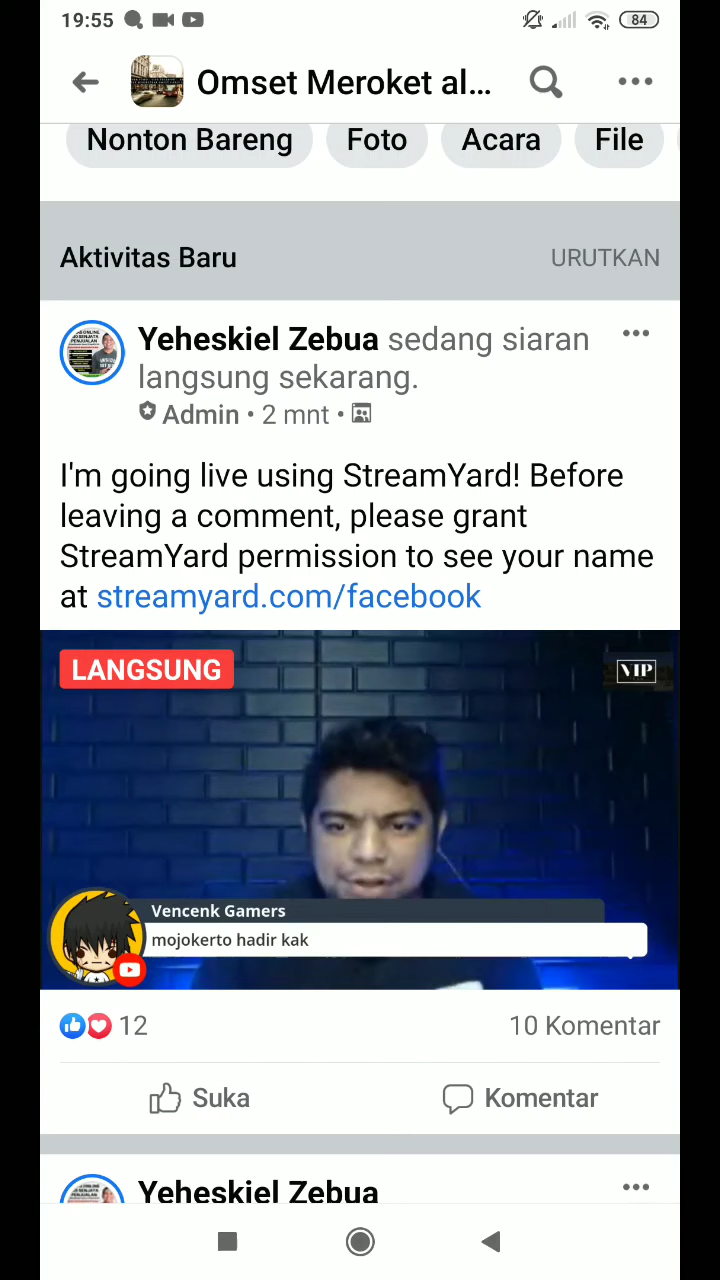 19:55
84
Omset Meroket al...
Nonton Bareng
Foto
Acara
File
Aktivitas Baru
URUTKAN
Yeheskiel Zebua sedang siaran
langsung sekarang.
Admin • 2 mnt •
I'm going live using StreamYard! Before
leaving a comment, please grant
StreamYard permission to see your name
at streamyard.com/facebook
LANGSUNG
VIP
Vencenk Gamers
mojokerto hadir kak
12
10 Komentar
Suka
Komentar
Yeheskiel Zebua